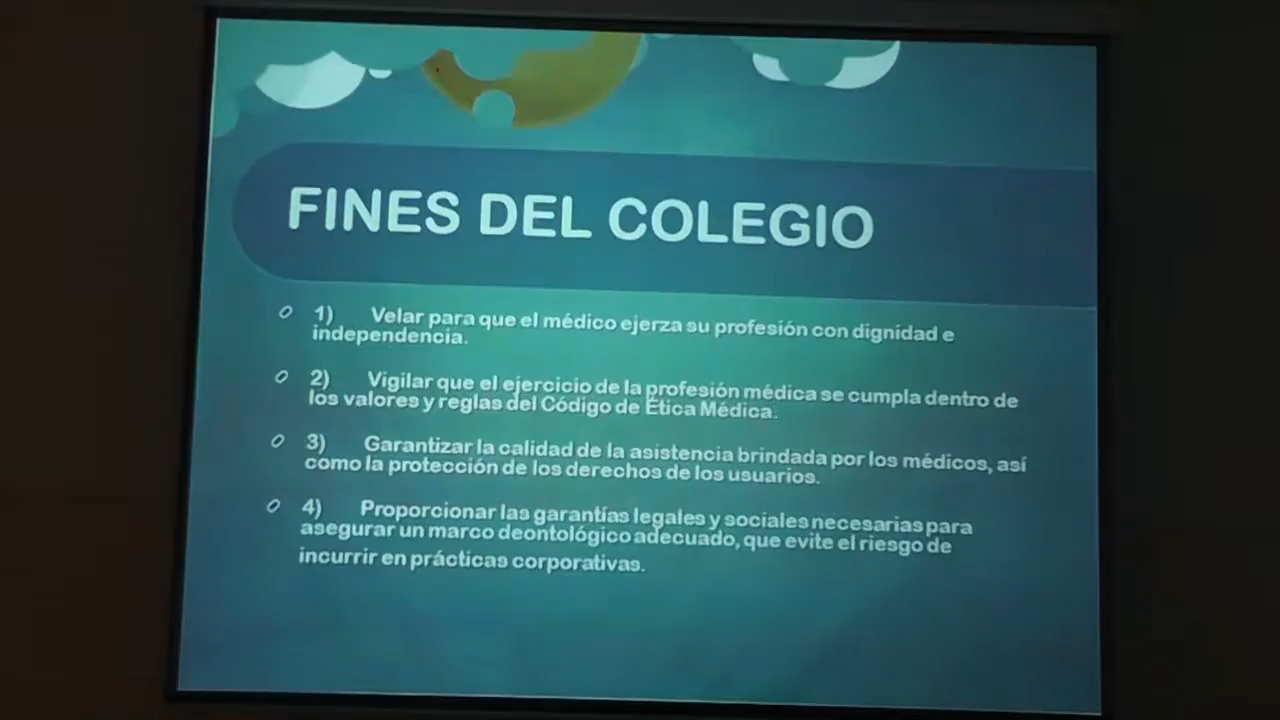 FINES DEL COLEGIO
1) Velar para que el médico ejerza su profesión con dignidad e
independencia.
2) Vigilar que el ejercicio de la profesión médica se cumpla dentro de
los valores y reglas del Código de Ética Médica.
3) Garantizar la calidad de la asistencia brindada por los médicos, así
como la protección de los derechos de los usuarios.
4) Proporcionar las garantías legales y sociales necesarias para
asegurar un marco deontológico adecuado, que evite el riesgo de
incurrir en prácticas corporativas.